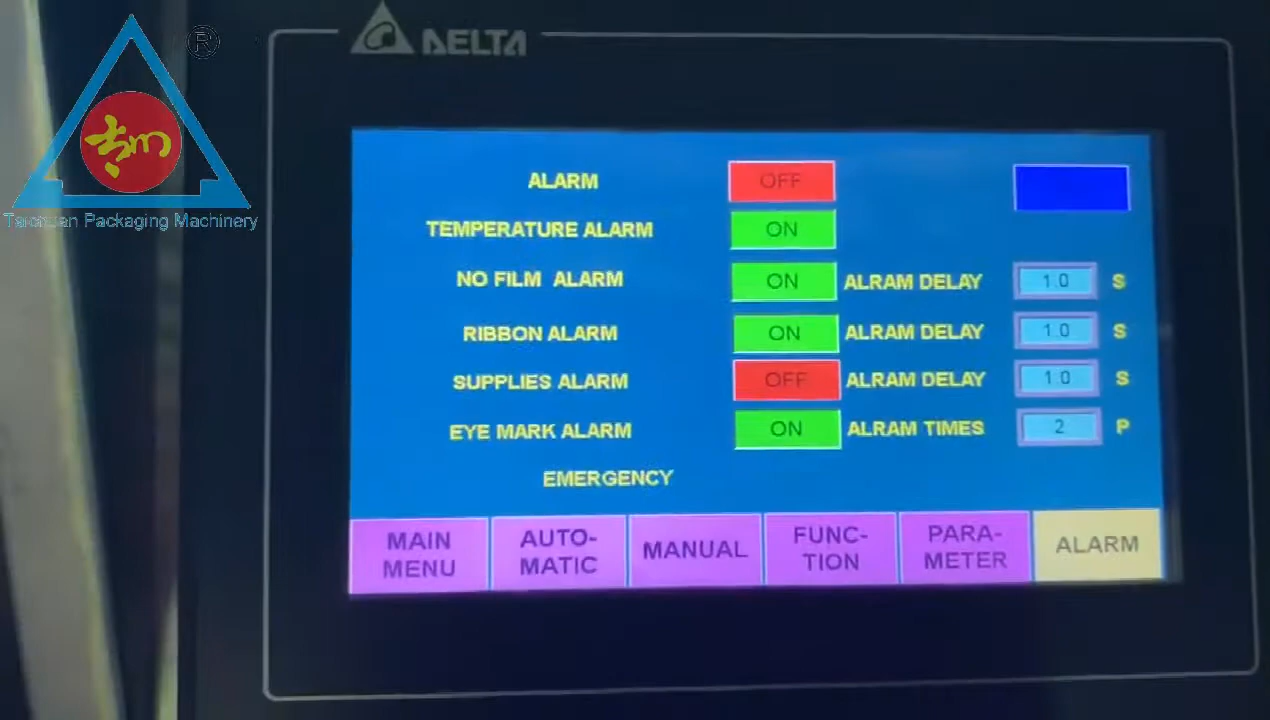 ®
DELTA
Taichuan Packaging Machinery
ALARM OFF
TEMPERATURE ALARM ON
NO FILM ALARM ON ALRAM DELAY 1.0 S
RIBBON ALARM ON ALRAM DELAY 1.0 S
SUPPLIES ALARM OFF ALRAM DELAY 1.0 S
EYE MARK ALARM ON ALRAM TIMES 2 P
EMERGENCY
MAIN
MENU
AUTO-
MATIC
MANUAL
FUNC-
TION
PARA-
METER
ALARM